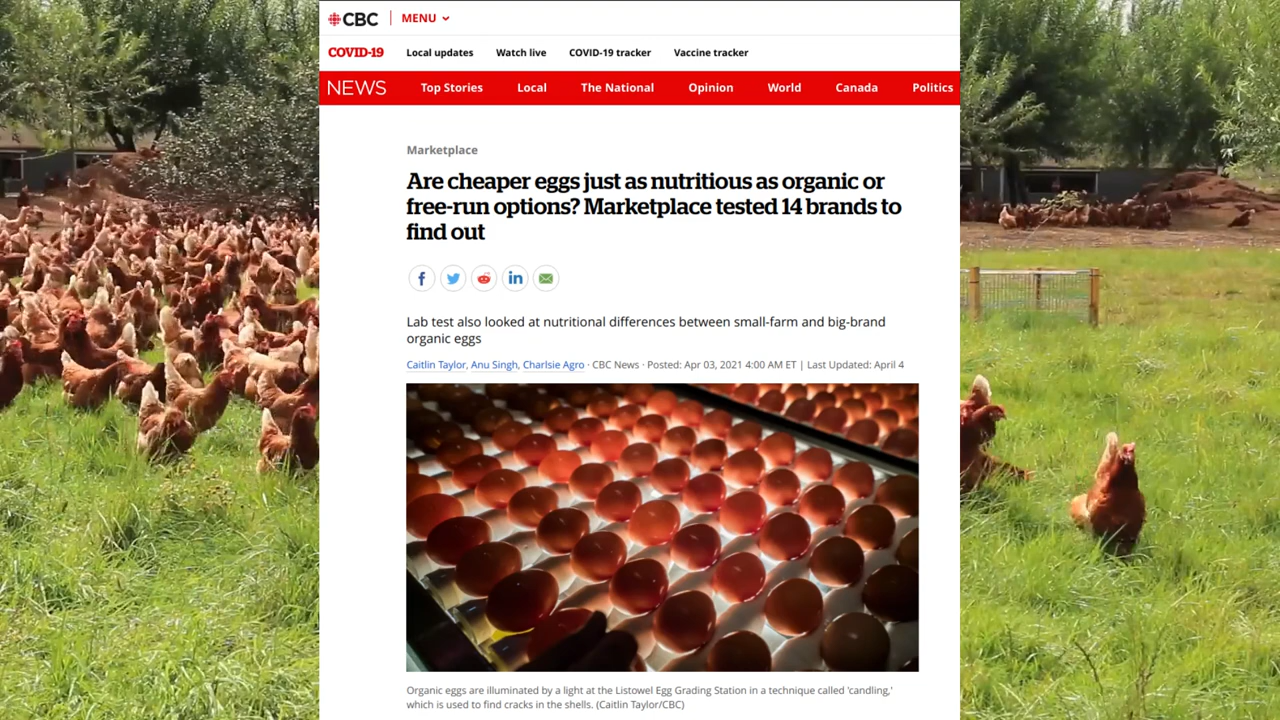 CBC MENU
COVID-19 Local updates Watch live COVID-19 tracker Vaccine tracker
NEWS Top Stories Local The National Opinion World Canada Politics
Marketplace
Are cheaper eggs just as nutritious as organic or
free-run options? Marketplace tested 14 brands to
find out
Lab test also looked at nutritional differences between small-farm and big-brand
organic eggs
Caitlin Taylor, Anu Singh, Charlsie Agro · CBC News · Posted: Apr 03, 2021 4:00 AM ET | Last Updated: April 4
Organic eggs are illuminated by a light at the Listowel Egg Grading Station in a technique called 'candling,'
which is used to find cracks in the shells. (Caitlin Taylor/CBC)